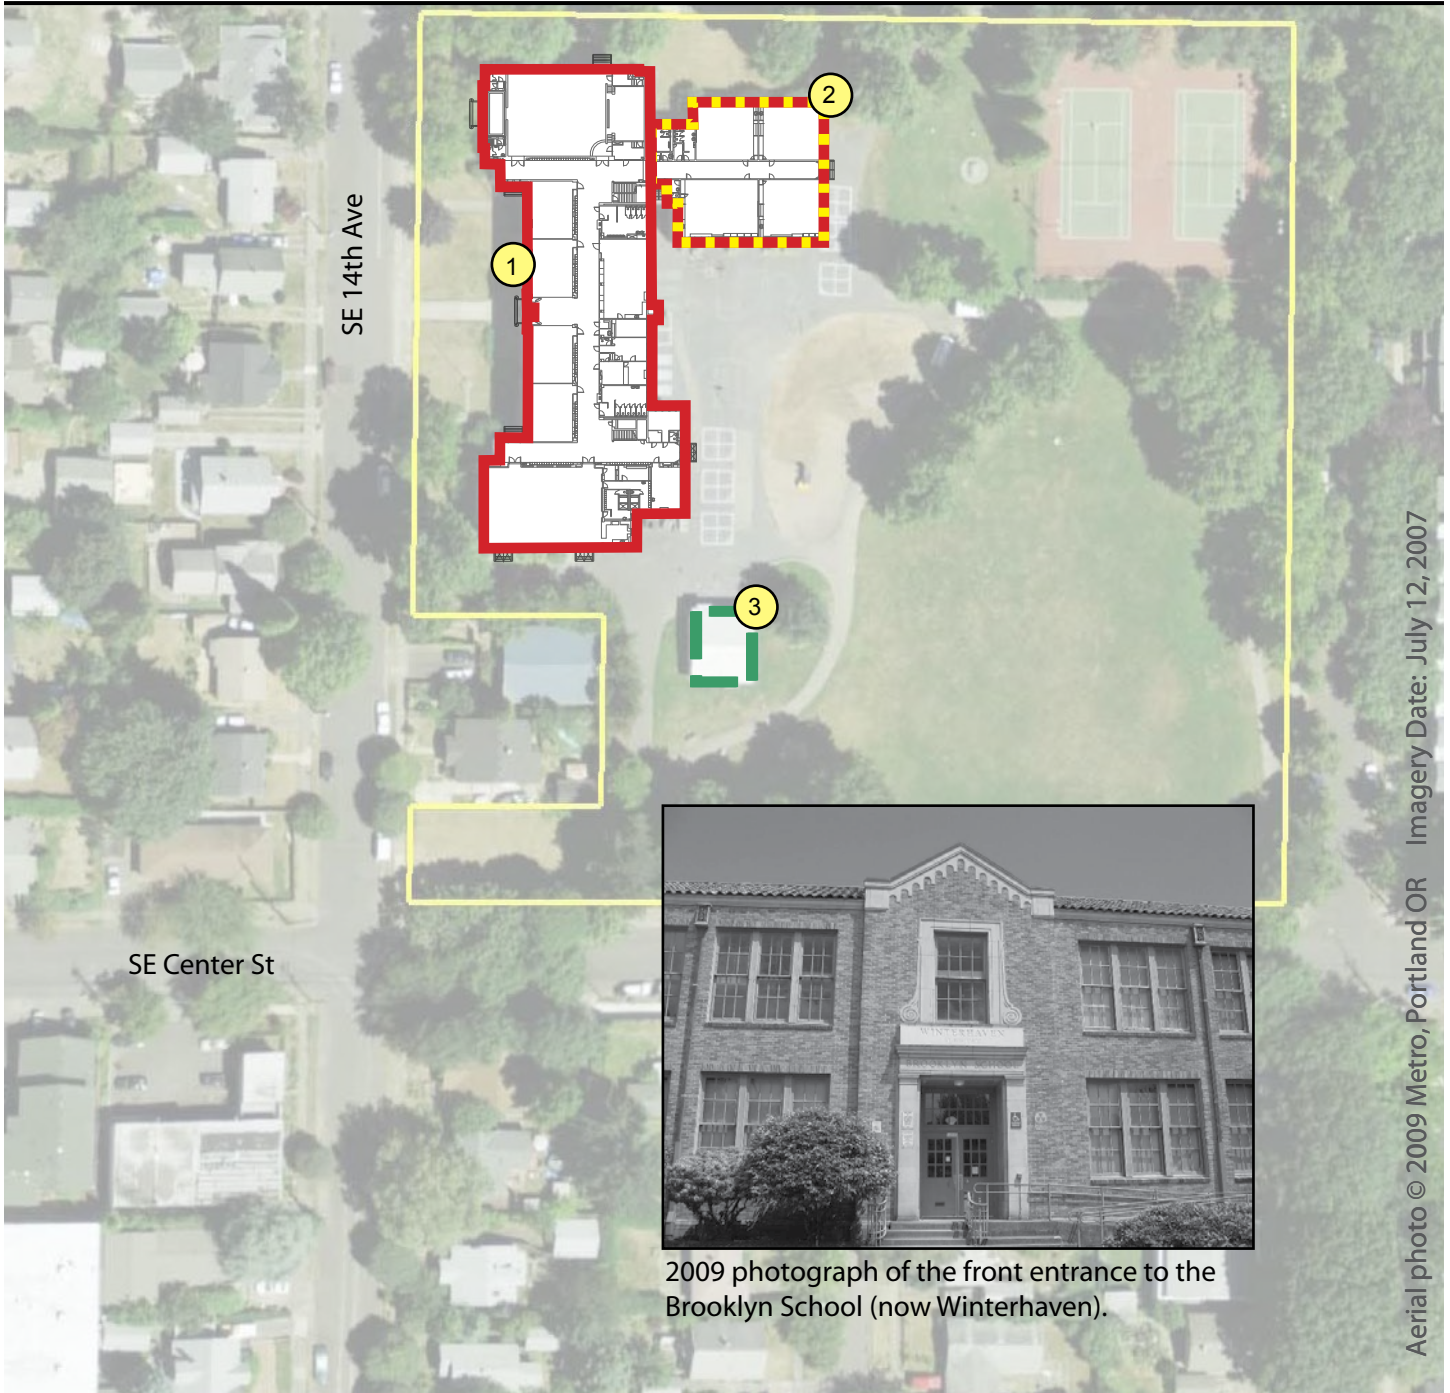 SE 14th Ave
1
2
3
SE Center St
WINTERHAVEN
2009 photograph of the front entrance to the
Brooklyn School (now Winterhaven).
Aerial photo © 2009 Metro, Portland OR Imagery Date: July 12, 2007